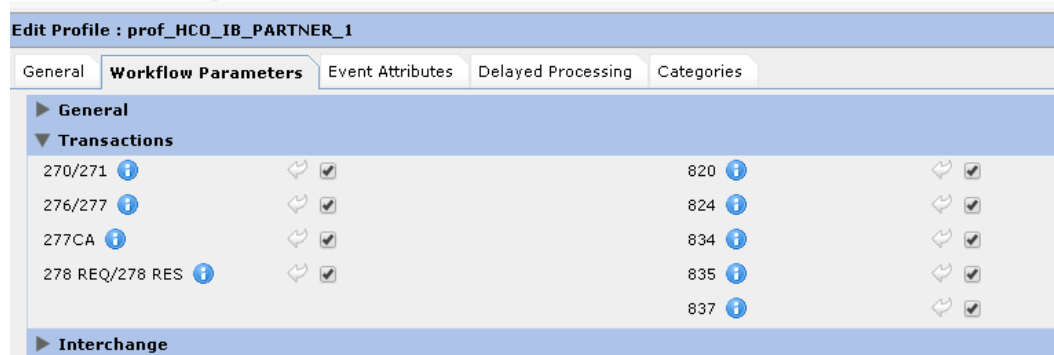 Edit Profile : prof_HCO_IB_PARTNER_1
General Workflow Parameters Event Attributes Delayed Processing Categories
General
Transactions
270/271 820
276/277 824
277CA 834
278 REQ/278 RES 835
837
Interchange